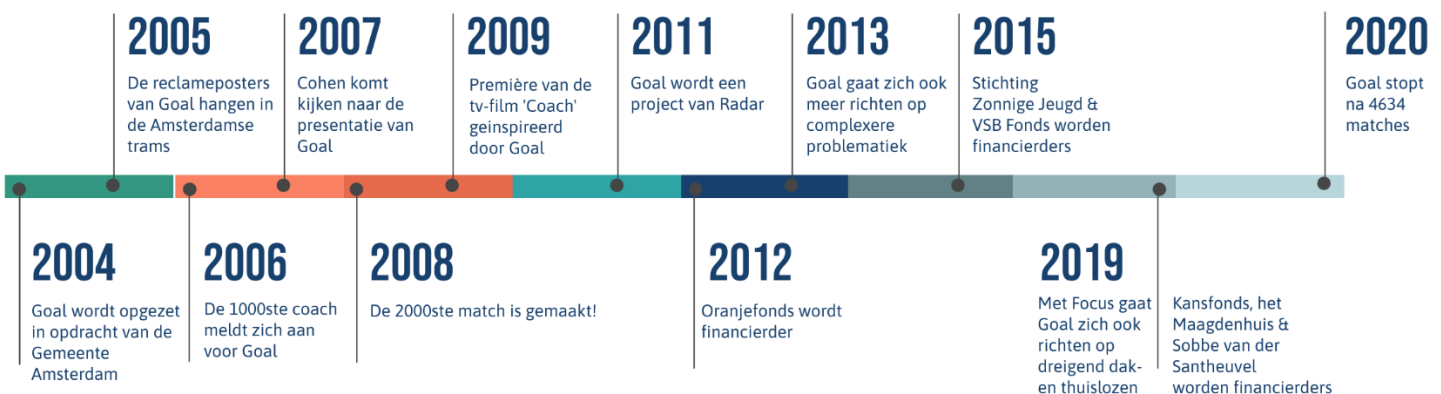 2005
De reclameposters
van Goal hangen in
de Amsterdamse
trams
2007
Cohen komt
kijken naar de
presentatie van
Goal
2009
Première van de
tv-film 'Coach'
geinspireerd
door Goal
2011
Goal wordt een
project van Radar
2013
Goal gaat zich ook
meer richten op
complexere
problematiek
2015
Stichting
Zonnige Jeugd &
VSB Fonds worden
financierders
2020
Goal stopt
na 4634
matches
2004
Goal wordt opgezet
in opdracht van de
Gemeente
Amsterdam
2006
De 1000ste coach
meldt zich aan
voor Goal
2008
De 2000ste match is gemaakt!
2012
Oranjefonds wordt
financierder
2019
Met Focus gaat
Goal zich ook
richten op
dreigend dak-
en thuislozen
Kansfonds, het
Maagdenhuis &
Sobbe van der
Santheuvel
worden financierders